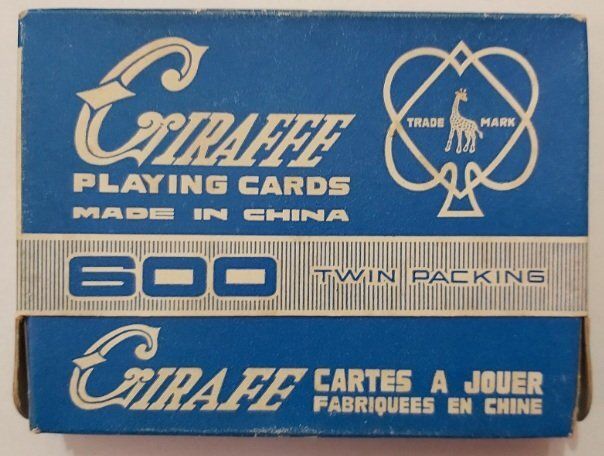 GIRAFFE
PLAYING CARDS
MADE IN CHINA
TRADE MARK
600 TWIN PACKING
GIRAFE CARTES A JOUER
FABRIQUEES EN CHINE